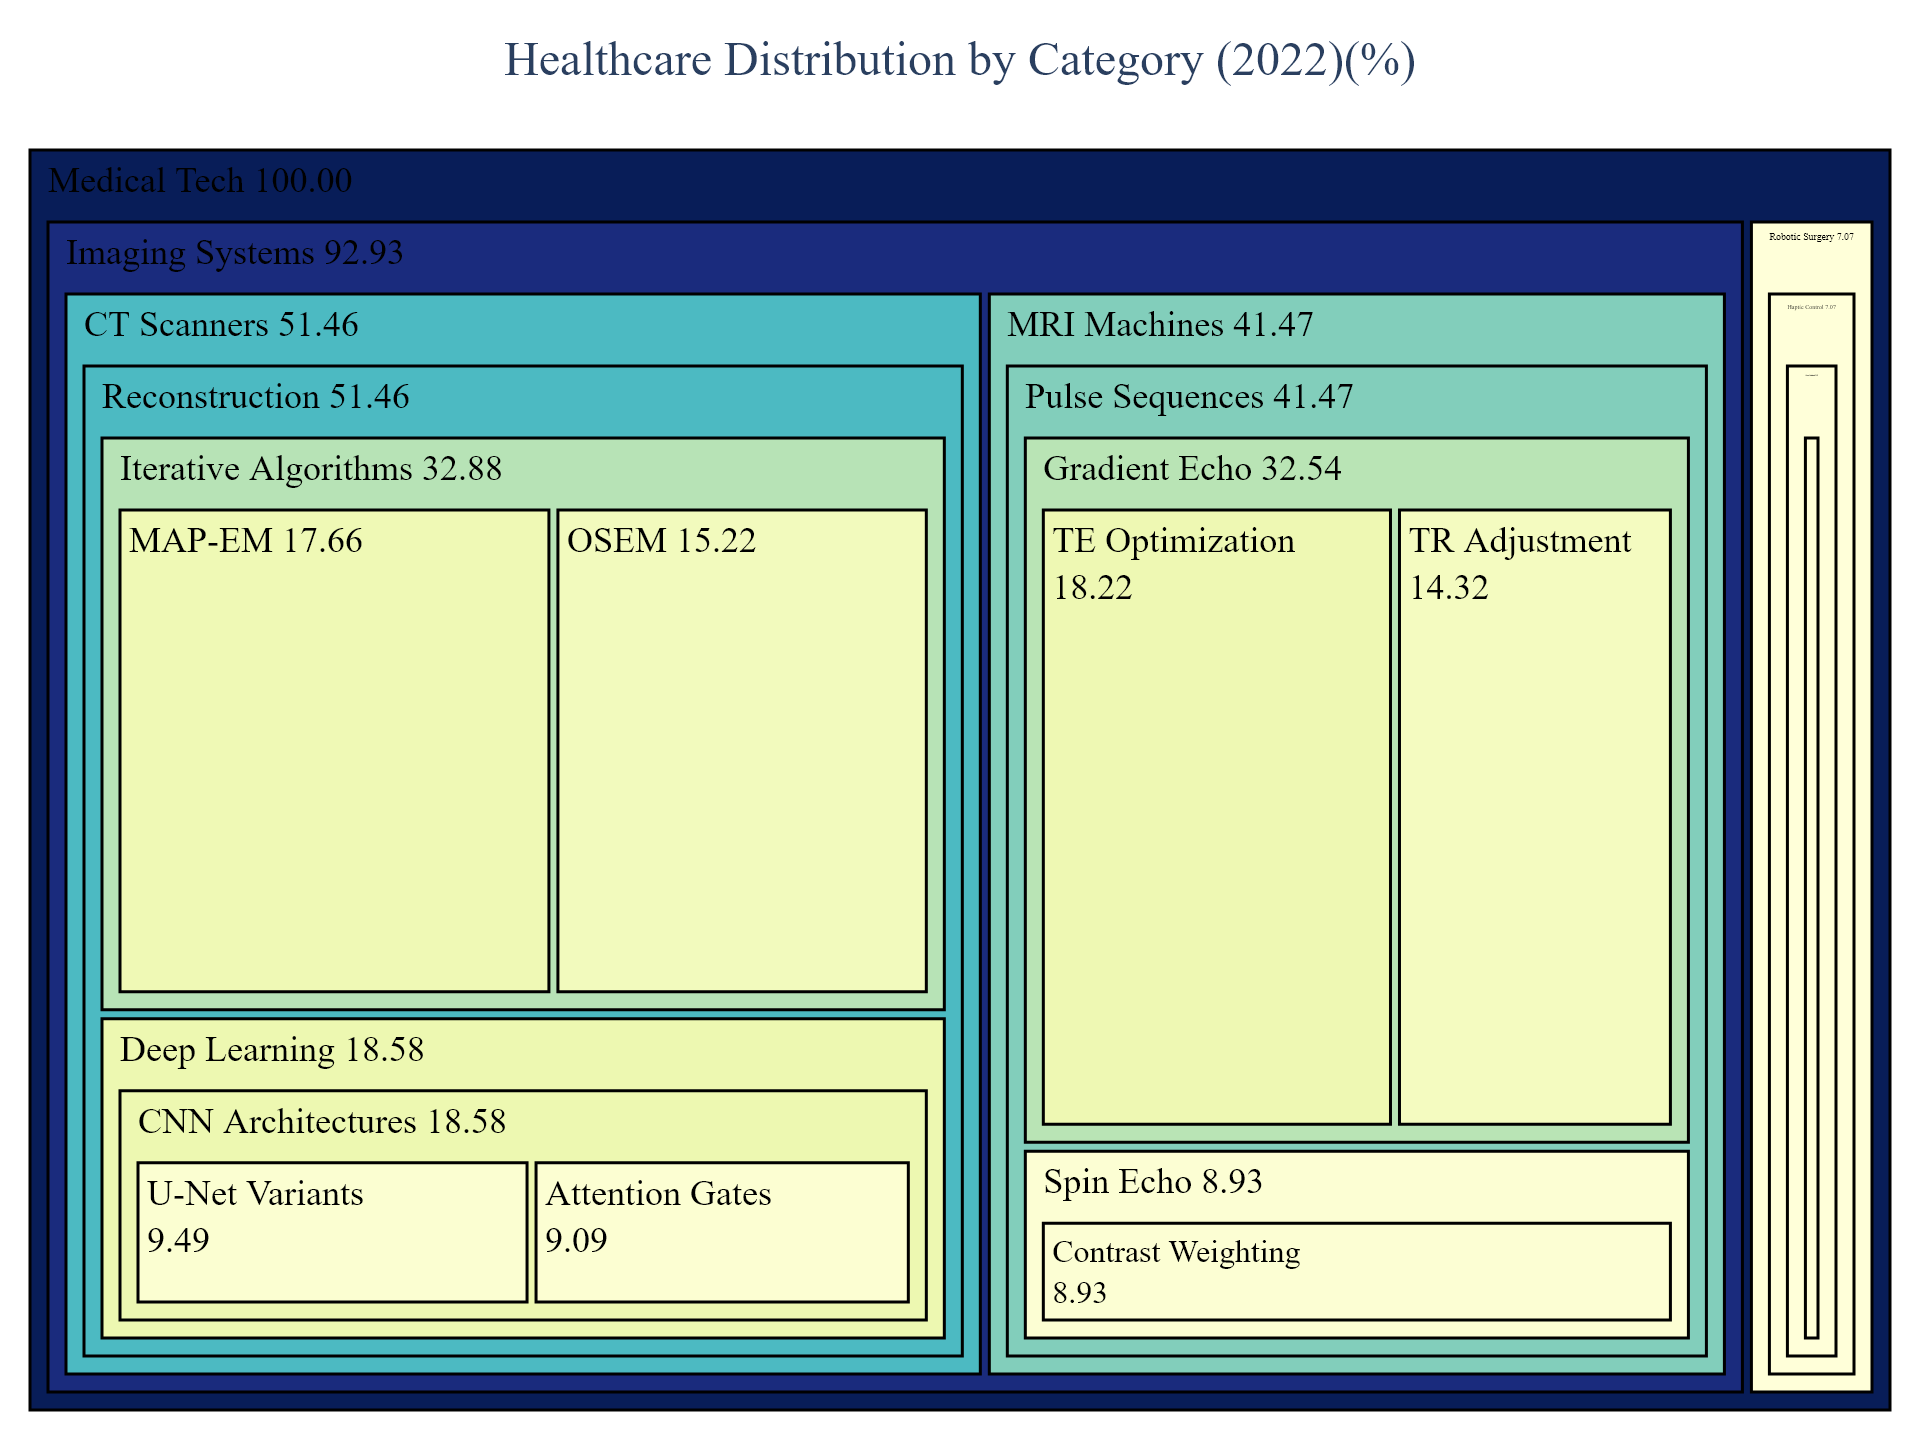 Healthcare Distribution by Category (2022)(%)
Medical Tech 100.00
Imaging Systems 92.93
CT Scanners 51.46
Reconstruction 51.46
Iterative Algorithms 32.88
MAP-EM 17.66
OSEM 15.22
Deep Learning 18.58
CNN Architectures 18.58
U-Net Variants
9.49
Attention Gates
9.09
MRI Machines 41.47
Pulse Sequences 41.47
Gradient Echo 32.54
TE Optimization
18.22
TR Adjustment
14.32
Spin Echo 8.93
Contrast Weighting
8.93
Robotic Surgery 7.07
Haptic Control 7.07